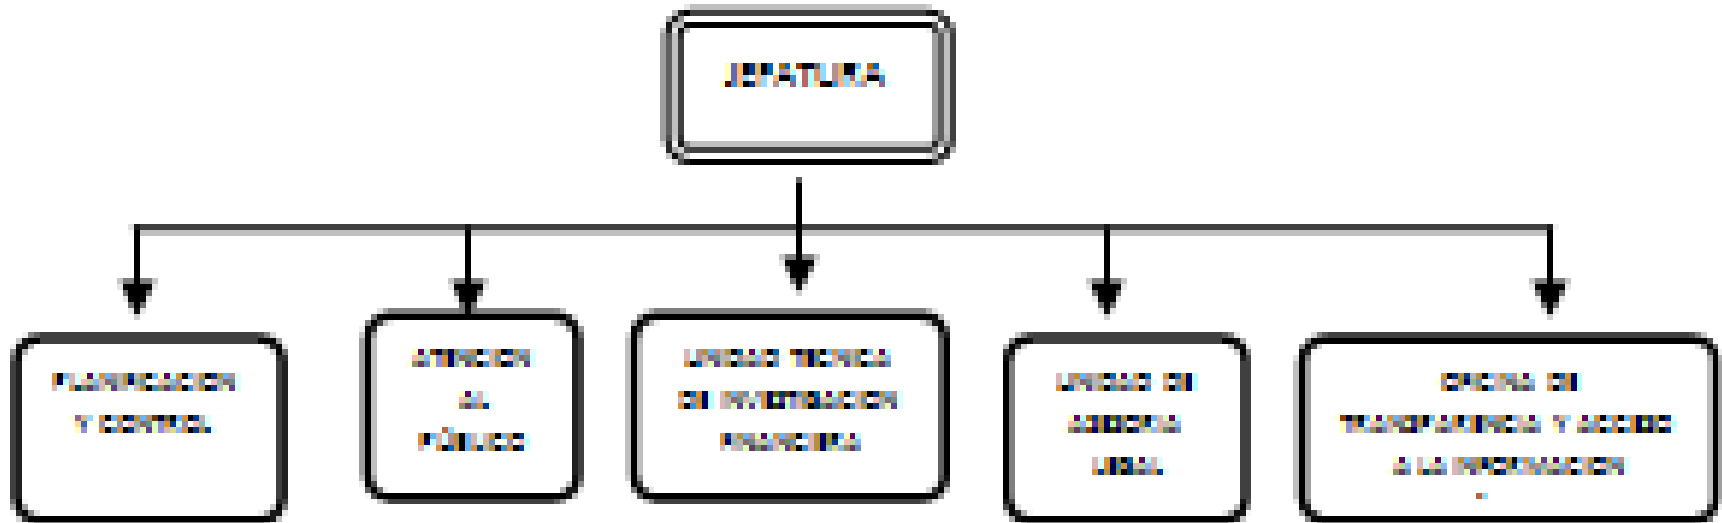 JEFATURA
PLANIFICACION
Y CONTROL
ATENCION
AL
PÚBLICO
UNIDAD TECNICA
DE INVESTIGACION
FINANCIERA
UNIDAD DE
ASESORIA
LEGAL
OFICINA DE
TRANSPARENCIA Y ACCESO
A LA INFORMACION